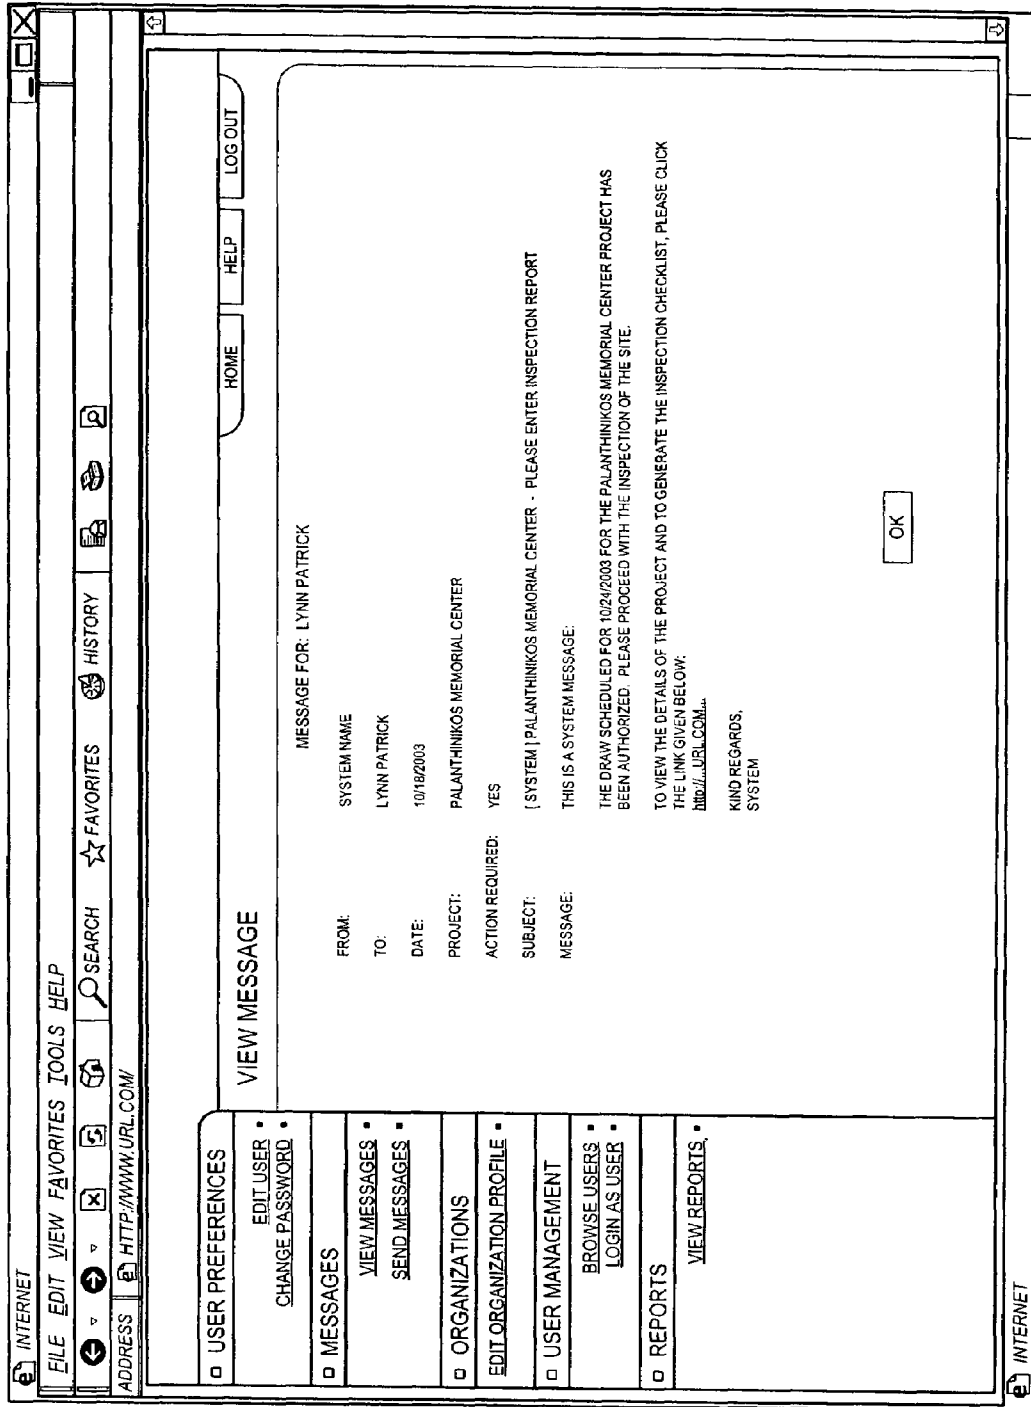 INTERNET
FILE EDIT VIEW FAVORITES TOOLS HELP
SEARCH FAVORITES HISTORY
ADDRESS HTTP://WWW.URL.COM/
HOME HELP LOG OUT
USER PREFERENCES
EDIT USER
CHANGE PASSWORD
MESSAGES
VIEW MESSAGES
SEND MESSAGES
ORGANIZATIONS
EDIT ORGANIZATION PROFILE
USER MANAGEMENT
BROWSE USERS
LOGIN AS USER
REPORTS
VIEW REPORTS
VIEW MESSAGE
MESSAGE FOR: LYNN PATRICK
FROM: SYSTEM NAME
TO: LYNN PATRICK
DATE: 10/18/2003
PROJECT: PALANTHINIKOS MEMORIAL CENTER
ACTION REQUIRED: YES
SUBJECT: [ SYSTEM ] PALANTHINIKOS MEMORIAL CENTER - PLEASE ENTER INSPECTION REPORT
MESSAGE: THIS IS A SYSTEM MESSAGE:
THE DRAW SCHEDULED FOR 10/24/2003 FOR THE PALANTHINIKOS MEMORIAL CENTER PROJECT HAS
BEEN AUTHORIZED. PLEASE PROCEED WITH THE INSPECTION OF THE SITE.
TO VIEW THE DETAILS OF THE PROJECT AND TO GENERATE THE INSPECTION CHECKLIST, PLEASE CLICK
THE LINK GIVEN BELOW:
http://...URL.COM...
KIND REGARDS,
SYSTEM
OK
INTERNET